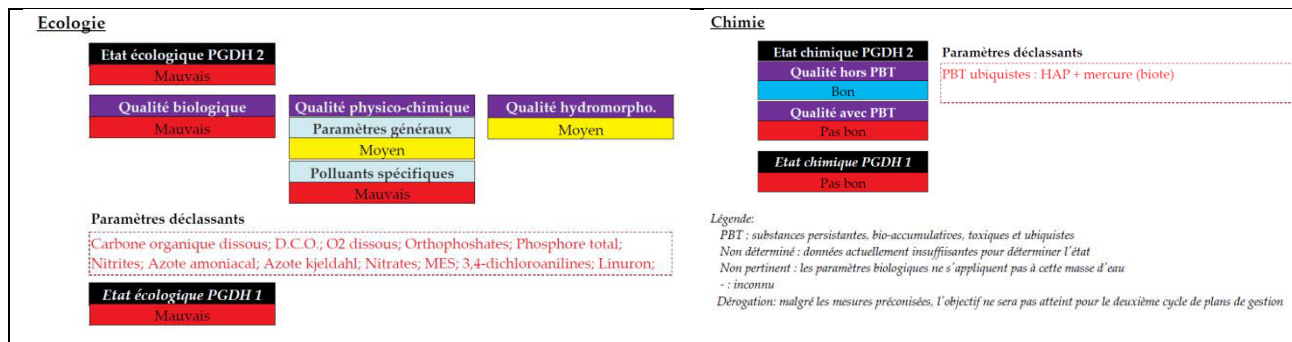 Ecologie
Etat écologique PGDH 2
Mauvais
Qualité biologique
Mauvais
Qualité physico-chimique
Paramètres généraux
Moyen
Polluants spécifiques
Mauvais
Qualité hydromorpho.
Moyen
Paramètres déclassants
Carbone organique dissous; D.C.O.; O2 dissous; Orthophoshates; Phosphore total;
Nitrites; Azote amoniacal; Azote kjeldahl; Nitrates; MES; 3,4-dichloroanilines; Linuron;
Etat écologique PGDH 1
Mauvais
Chimie
Etat chimique PGDH 2
Qualité hors PBT
Bon
Qualité avec PBT
Pas bon
Etat chimique PGDH 1
Pas bon
Paramètres déclassants
PBT ubiquistes : HAP + mercure (biote)
Légende:
PBT : substances persistantes, bio-accumulatives, toxiques et ubiquistes
Non déterminé : données actuellement insuffisantes pour déterminer l'état
Non pertinent : les paramètres biologiques ne s'appliquent pas à cette masse d'eau
- : inconnu
Dérogation: malgré les mesures préconisées, l'objectif ne sera pas atteint pour le deuxième cycle de plans de gestion